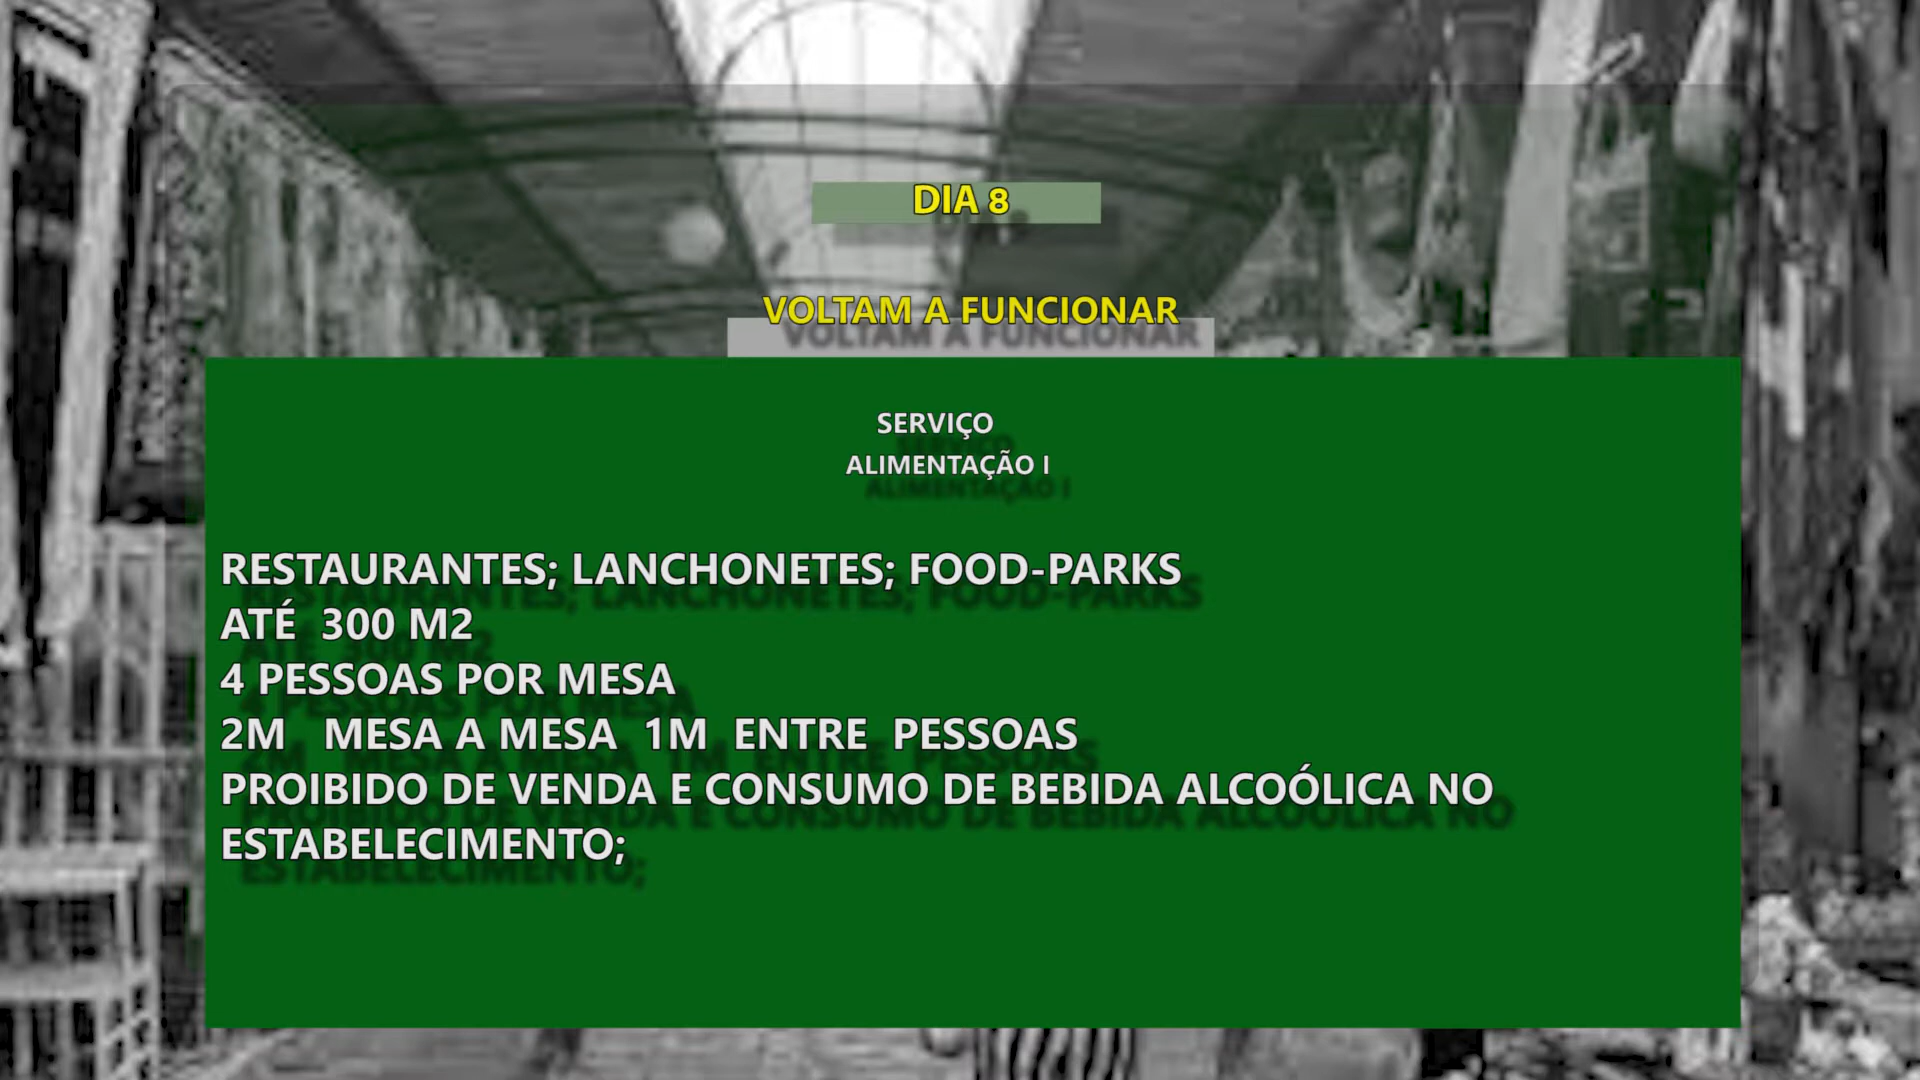 DIA 8
VOLTAM A FUNCIONAR
SERVIÇO
ALIMENTAÇÃO I
RESTAURANTES; LANCHONETES; FOOD-PARKS
ATÉ 300 M2
4 PESSOAS POR MESA
2M MESA A MESA 1M ENTRE PESSOAS
PROIBIDO DE VENDA E CONSUMO DE BEBIDA ALCOÓLICA NO
ESTABELECIMENTO;